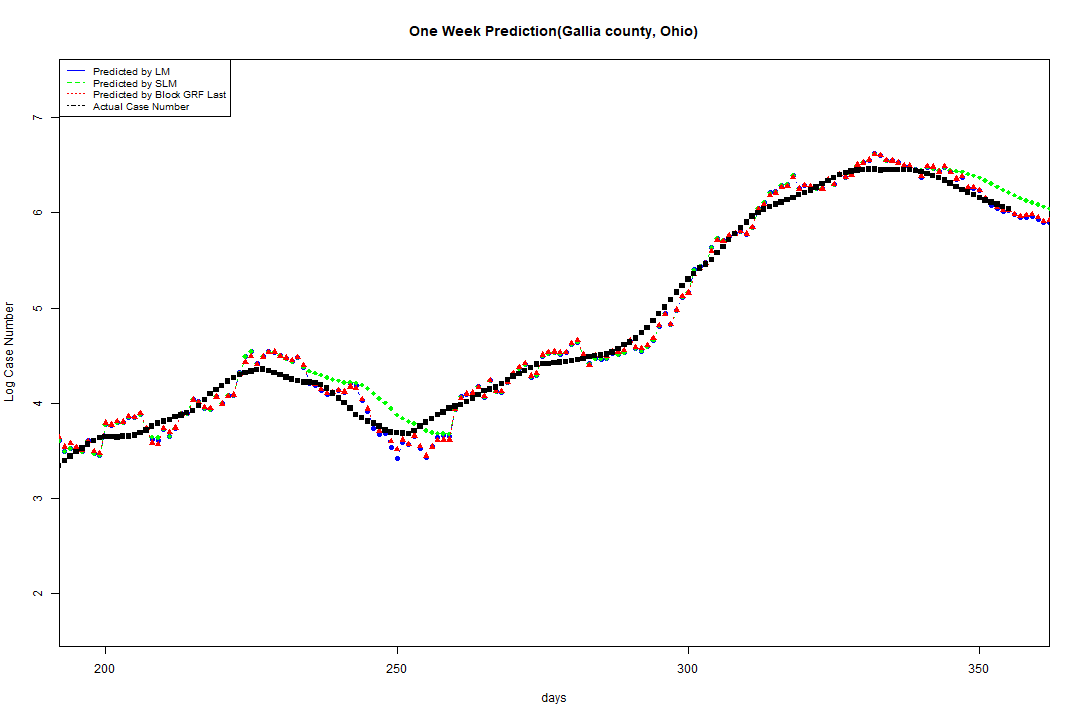 One Week Prediction(Gallia county, Ohio)
Predicted by LM
Predicted by SLM
Predicted by Block GRF Last
Actual Case Number
7
6
5
4
3
2
Log Case Number
200 250 300 350
days